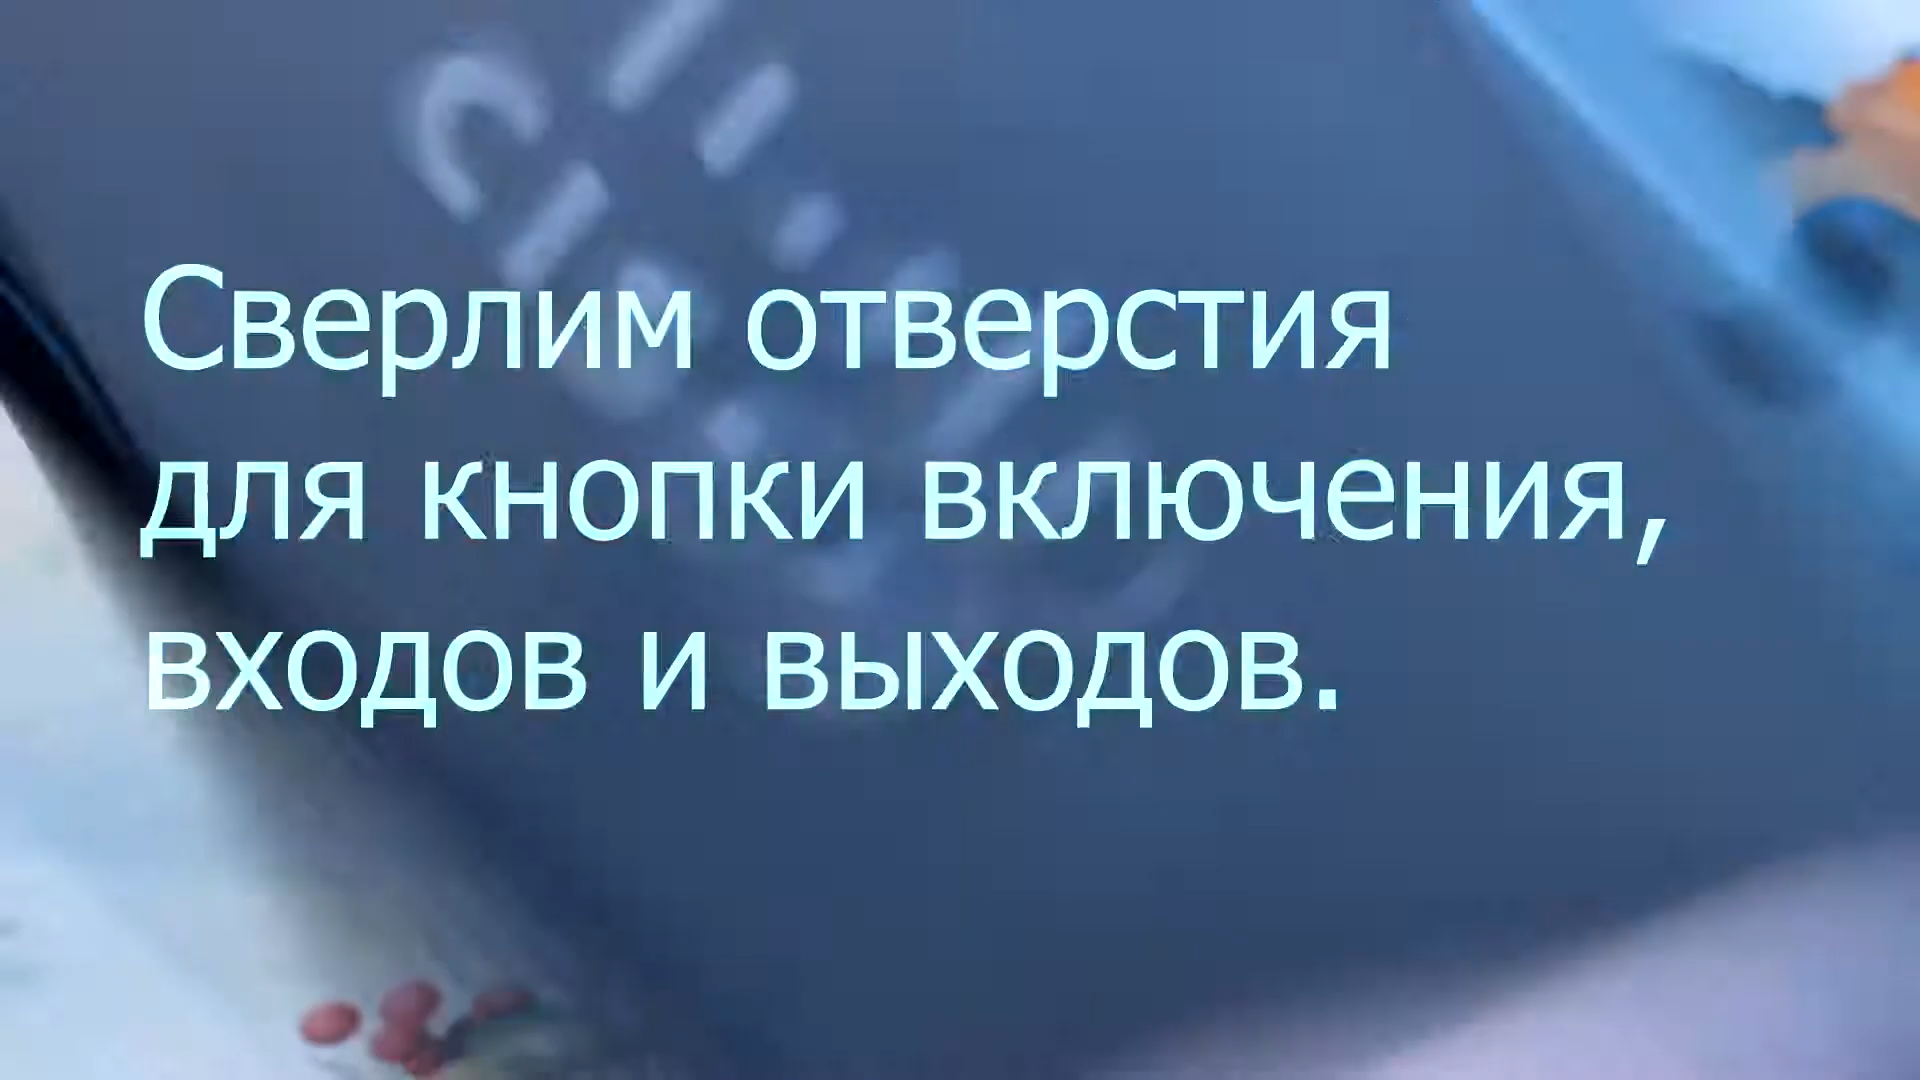 Сверлим отверстия
для кнопки включения,
входов и выходов.